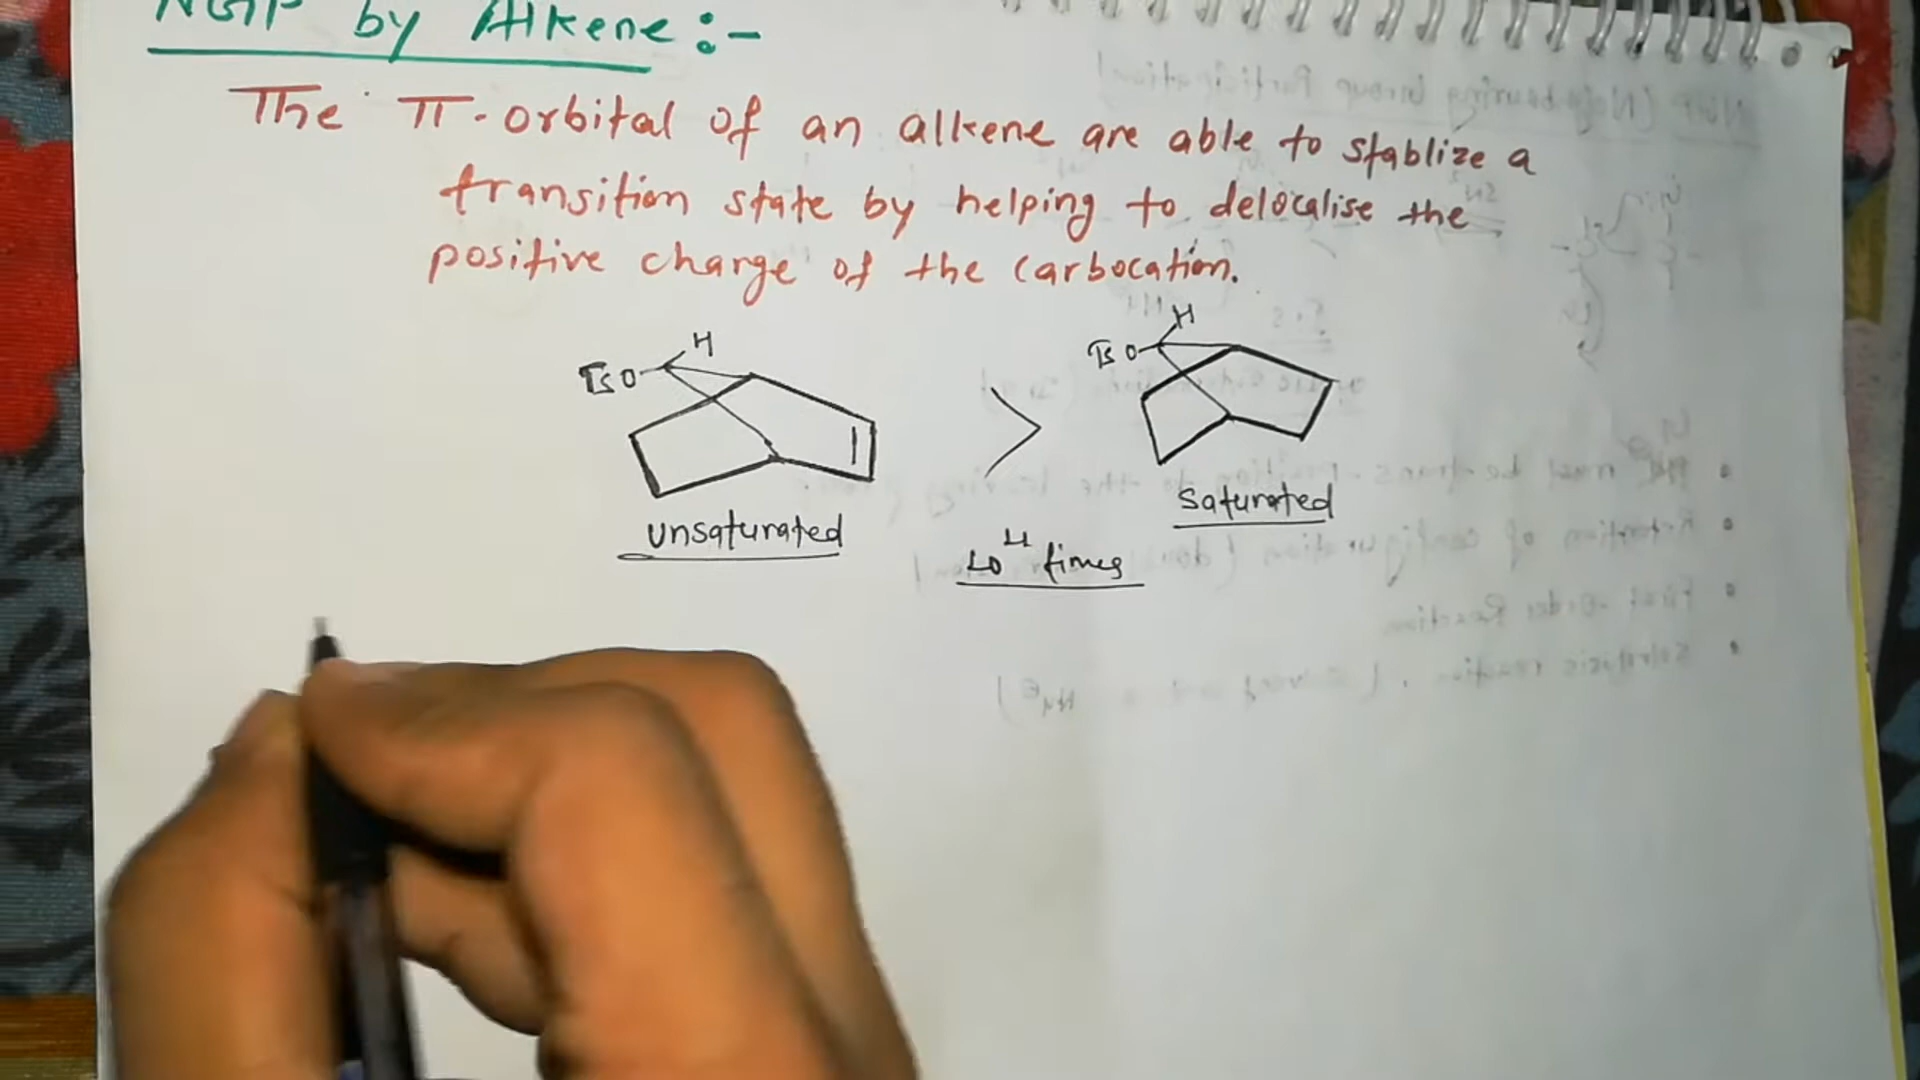 NGP by Alkene :-
The π-orbital of an alkene are able to stablize a
transition state by helping to delocalise the
positive charge of the carbocation.
H
TsO
H
TsO
||
>
unsaturated
saturated
10⁴ times